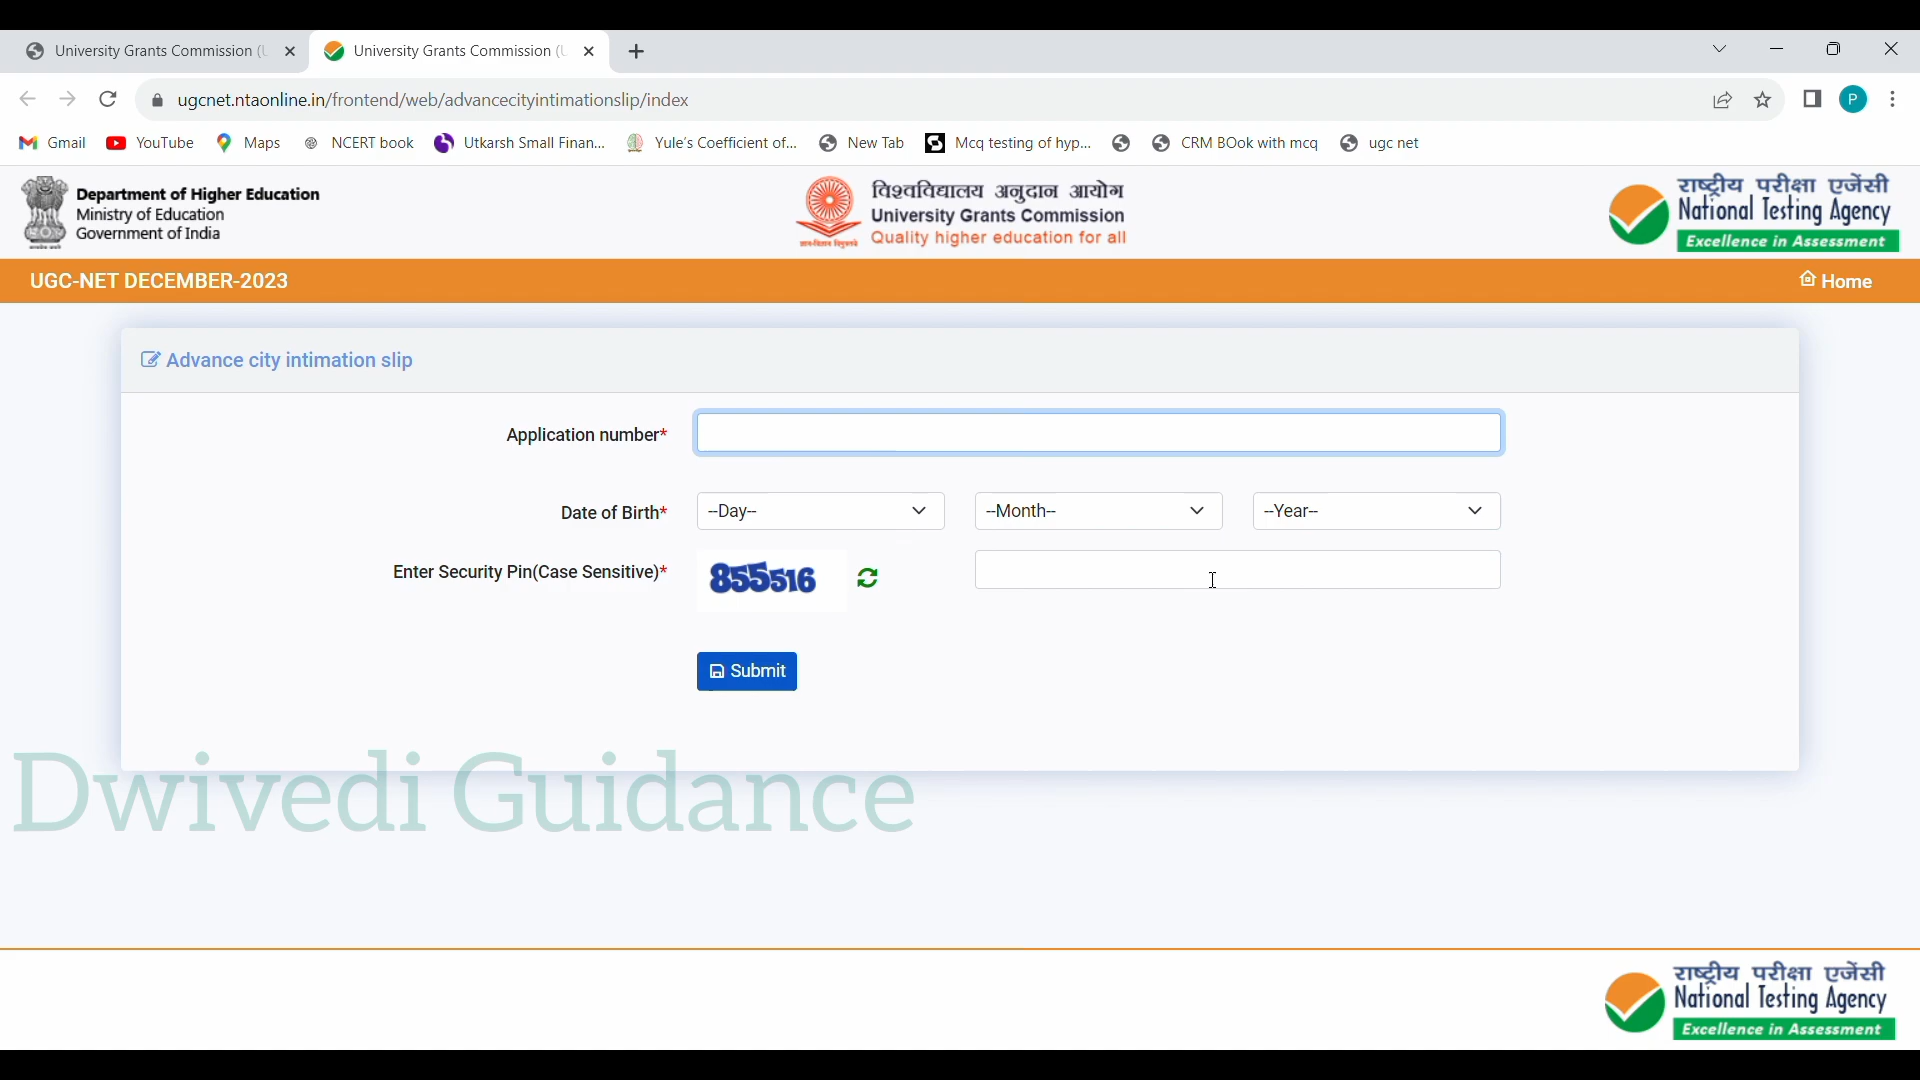 University Grants Commission (U
University Grants Commission (U
ugcnet.ntaonline.in/frontend/web/advancecityintimationslip/index
P
Gmail
YouTube
Maps
NCERT book
Utkarsh Small Finan...
Yule's Coefficient of...
New Tab
Mcq testing of hyp...
CRM BOok with mcq
ugc net
Department of Higher Education
Ministry of Education
Government of India
विश्वविद्यालय अनुदान आयोग
University Grants Commission
Quality higher education for all
राष्ट्रीय परीक्षा एजेंसी
National Testing Agency
Excellence in Assessment
UGC-NET DECEMBER-2023
Home
Advance city intimation slip
Application number*
Date of Birth*
--Day--
--Month--
--Year--
Enter Security Pin(Case Sensitive)*
855516
Submit
Dwivedi Guidance
राष्ट्रीय परीक्षा एजेंसी
National Testing Agency
Excellence in Assessment